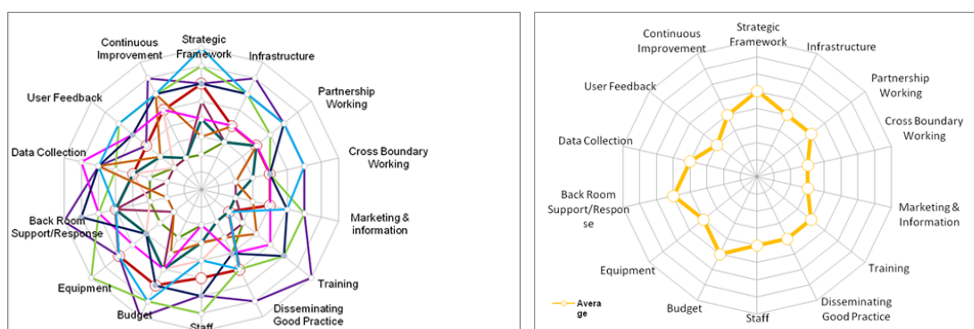 Strategic
Framework
Infrastructure
Partnership
Working
Cross Boundary
Working
Marketing &
information
Training
Disseminating
Good Practice
Staff
Budget
Equipment
Back Room
Support/Response
Data Collection
User Feedback
Continuous
Improvement
Strategic
Framework
Infrastructure
Partnership
Working
Cross Boundary
Working
Marketing &
Information
Training
Disseminating
Good Practice
Staff
Budget
Equipment
Back Room
Support/Respon
se
Data Collection
User Feedback
Continuous
Improvement
Avera
ge